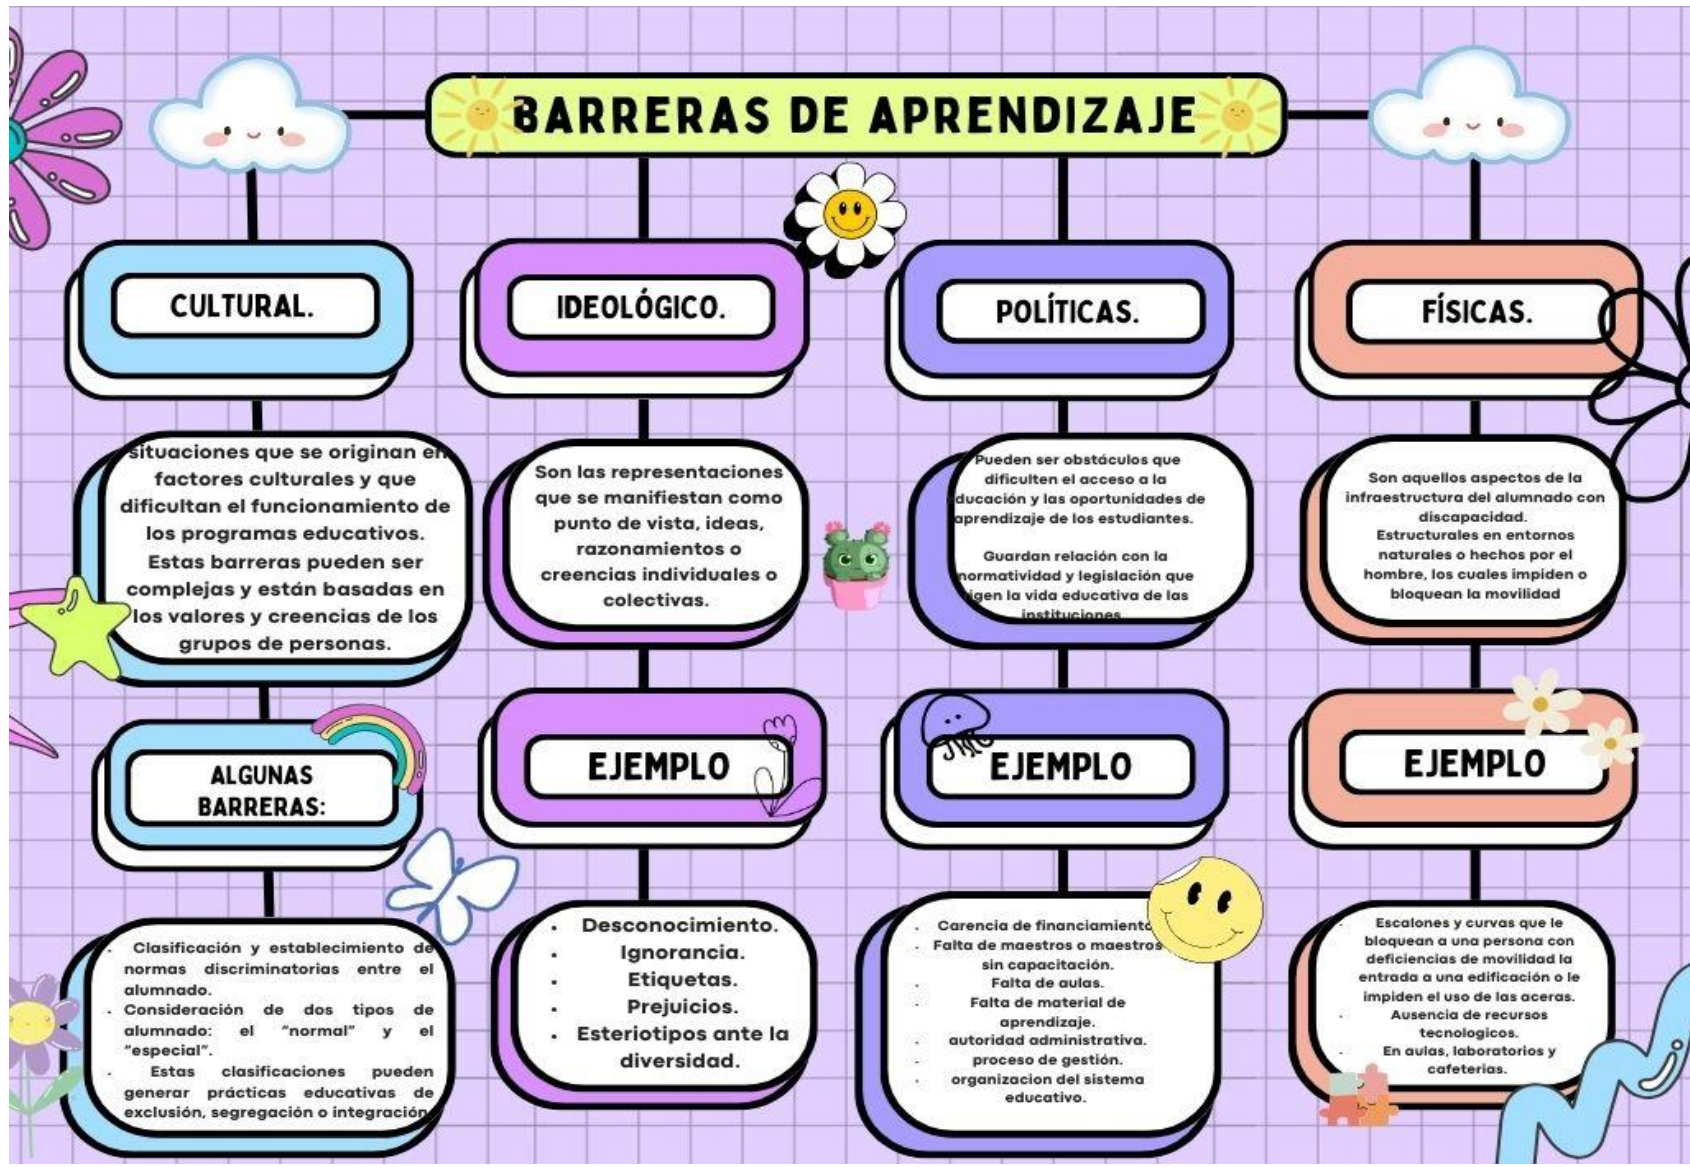 BARRERAS DE APRENDIZAJE
CULTURAL.
situaciones que se originan en
factores culturales y que
dificultan el funcionamiento de
los programas educativos.
Estas barreras pueden ser
complejas y están basadas en
los valores y creencias de los
grupos de personas.
ALGUNAS
BARRERAS:
Clasificación y establecimiento de
normas discriminatorias entre el
alumnado.
Consideración de dos tipos de
alumnado: el “normal” y el
“especial”.
Estas clasificaciones pueden
generar prácticas educativas de
exclusión, segregación o integración
IDEOLÓGICO.
Son las representaciones
que se manifiestan como
punto de vista, ideas,
razonamientos o
creencias individuales o
colectivas.
EJEMPLO
• Desconocimiento.
• Ignorancia.
• Etiquetas.
• Prejuicios.
• Esteriotipos ante la
diversidad.
POLÍTICAS.
Pueden ser obstáculos que
dificulten el acceso a la
ducación y las oportunidades de
aprendizaje de los estudiantes.
Guardan relación con la
normatividad y legislación que
igen la vida educativa de las
instituciones
EJEMPLO
Carencia de financiamiento
Falta de maestros o maestros
sin capacitación.
Falta de aulas.
Falta de material de
aprendizaje.
autoridad administrativa.
proceso de gestión.
organizacion del sistema
educativo.
FÍSICAS.
Son aquellos aspectos de la
infraestructura del alumnado con
discapacidad.
Estructurales en entornos
naturales o hechos por el
hombre, los cuales impiden o
bloquean la movilidad
EJEMPLO
Escalones y curvas que le
bloquean a una persona con
deficiencias de movilidad la
entrada a una edificación o le
impiden el uso de las aceras.
Ausencia de recursos
tecnologicos.
En aulas, laboratorios y
cafeterias.